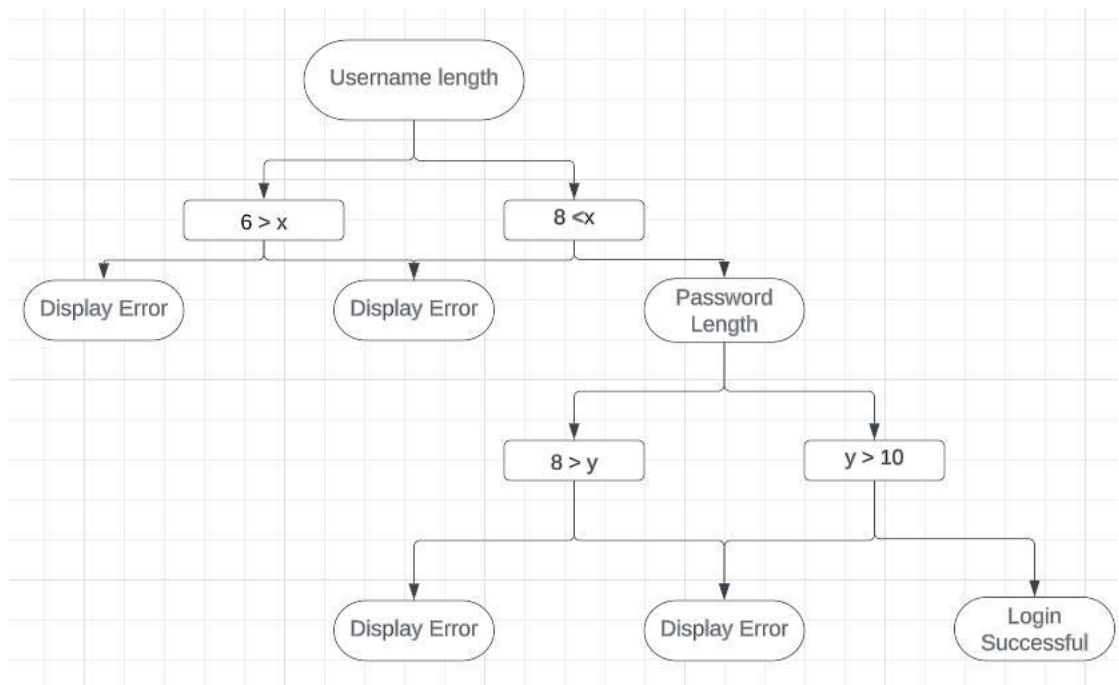 Username length
6 > x
8 <x
Display Error
Display Error
Password
Length
8 > y
y > 10
Display Error
Display Error
Login
Successful